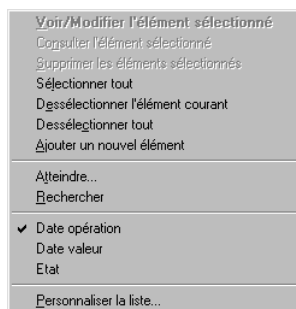 Voir/Modifier l'élément sélectionné
Consulter l'élément sélectionné
Supprimer les éléments sélectionnés
Sélectionner tout
Dessélectionner l'élément courant
Dessélectionner tout
Ajouter un nouvel élément
Atteindre...
Rechercher
Date opération
Date valeur
Etat
Personnaliser la liste...